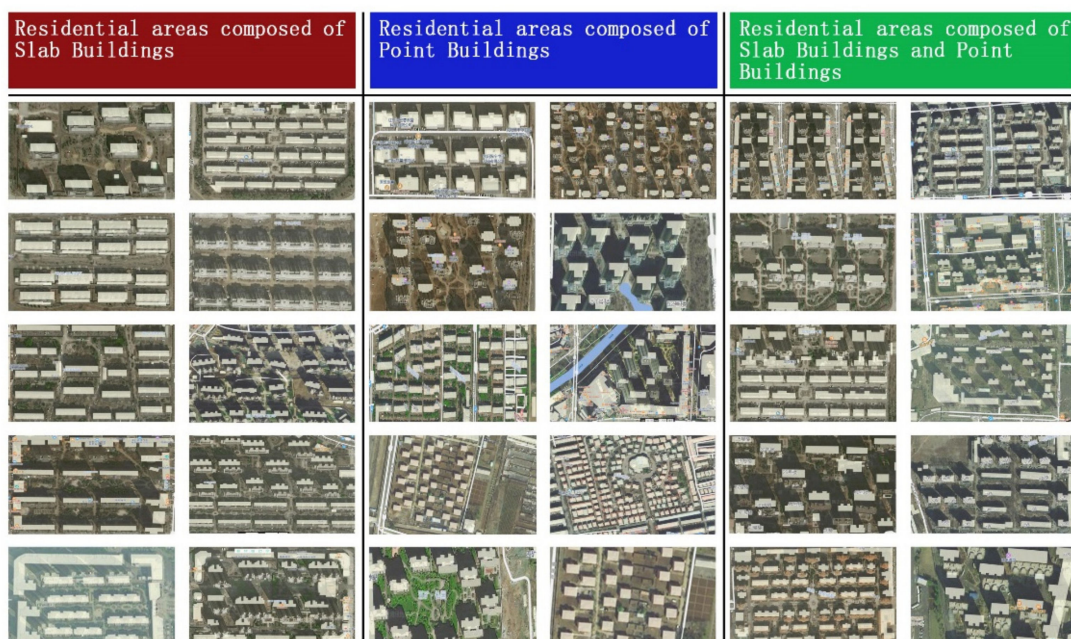 Residential areas composed of
Slab Buildings
Residential areas composed of
Point Buildings
Residential areas composed of
Slab Buildings and Point
Buildings